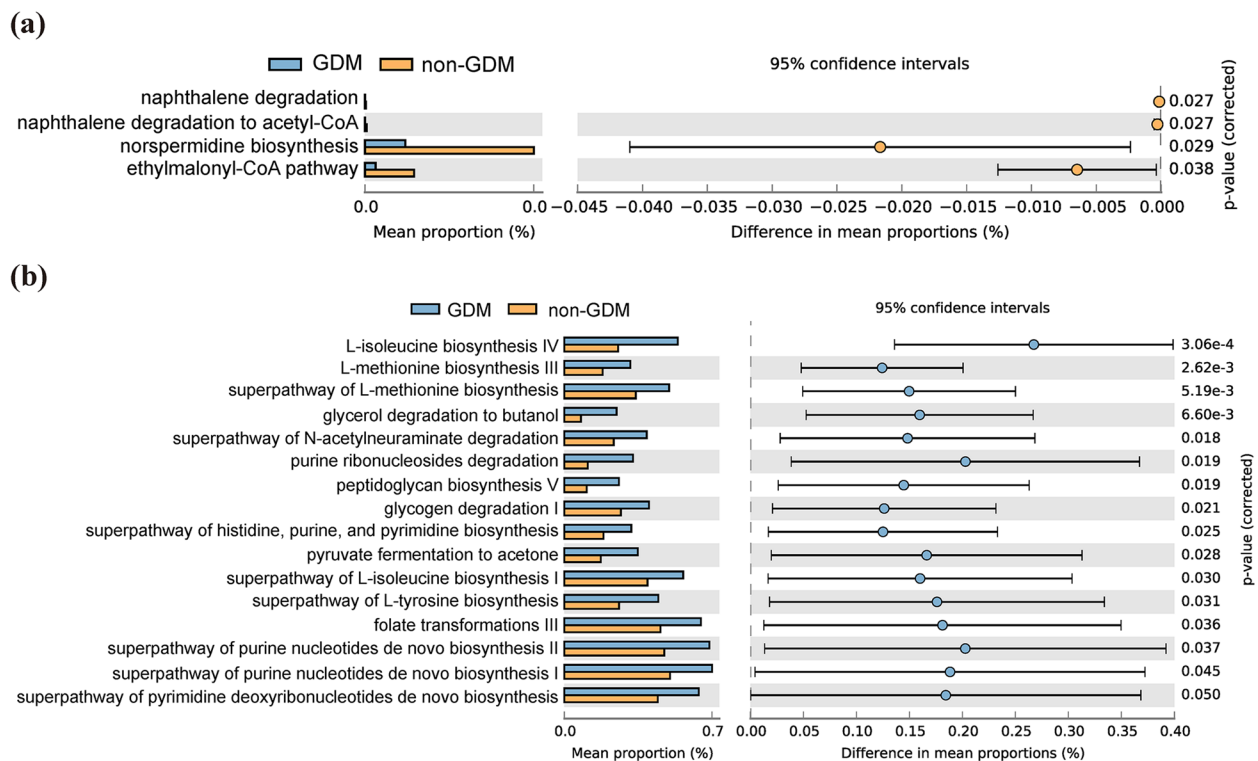 (a)
GDM non-GDM 95% confidence intervals
naphthalene degradation 0.027
naphthalene degradation to acetyl-CoA 0.027
norspermidine biosynthesis 0.029
ethylmalonyl-CoA pathway 0.038
p-value (corrected)
0.0 0.0 −0.045 −0.040 −0.035 −0.030 −0.025 −0.020 −0.015 −0.010 −0.005 0.000
Mean proportion (%) Difference in mean proportions (%)
(b)
GDM non-GDM 95% confidence intervals
L-isoleucine biosynthesis IV 3.06e-4
L-methionine biosynthesis III 2.62e-3
superpathway of L-methionine biosynthesis 5.19e-3
glycerol degradation to butanol 6.60e-3
superpathway of N-acetylneuraminate degradation 0.018
purine ribonucleosides degradation 0.019
peptidoglycan biosynthesis V 0.019
glycogen degradation I 0.021
superpathway of histidine, purine, and pyrimidine biosynthesis 0.025
pyruvate fermentation to acetone 0.028
superpathway of L-isoleucine biosynthesis I 0.030
superpathway of L-tyrosine biosynthesis 0.031
folate transformations III 0.036
superpathway of purine nucleotides de novo biosynthesis II 0.037
superpathway of purine nucleotides de novo biosynthesis I 0.045
superpathway of pyrimidine deoxyribonucleotides de novo biosynthesis 0.050
p-value (corrected)
0.0 0.7 0.00 0.05 0.10 0.15 0.20 0.25 0.30 0.35 0.40
Mean proportion (%) Difference in mean proportions (%)